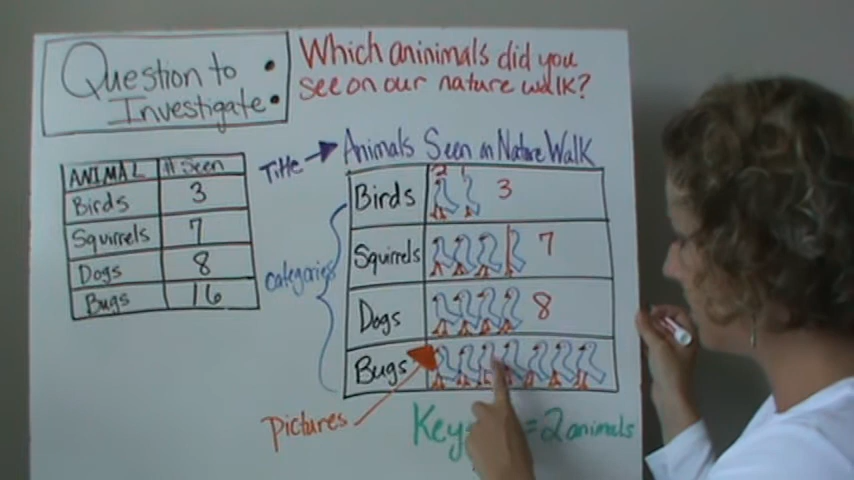 Question to
Investigate
Which aninimals did you
see on our nature walk?
ANIMAL # Seen
Birds 3
Squirrels 7
Dogs 8
Bugs 16
Title
Animals Seen on Nature Walk
Birds 2 1 3
Squirrels 7
Dogs 8
Bugs
categories
Pictures
Key = 2 animals